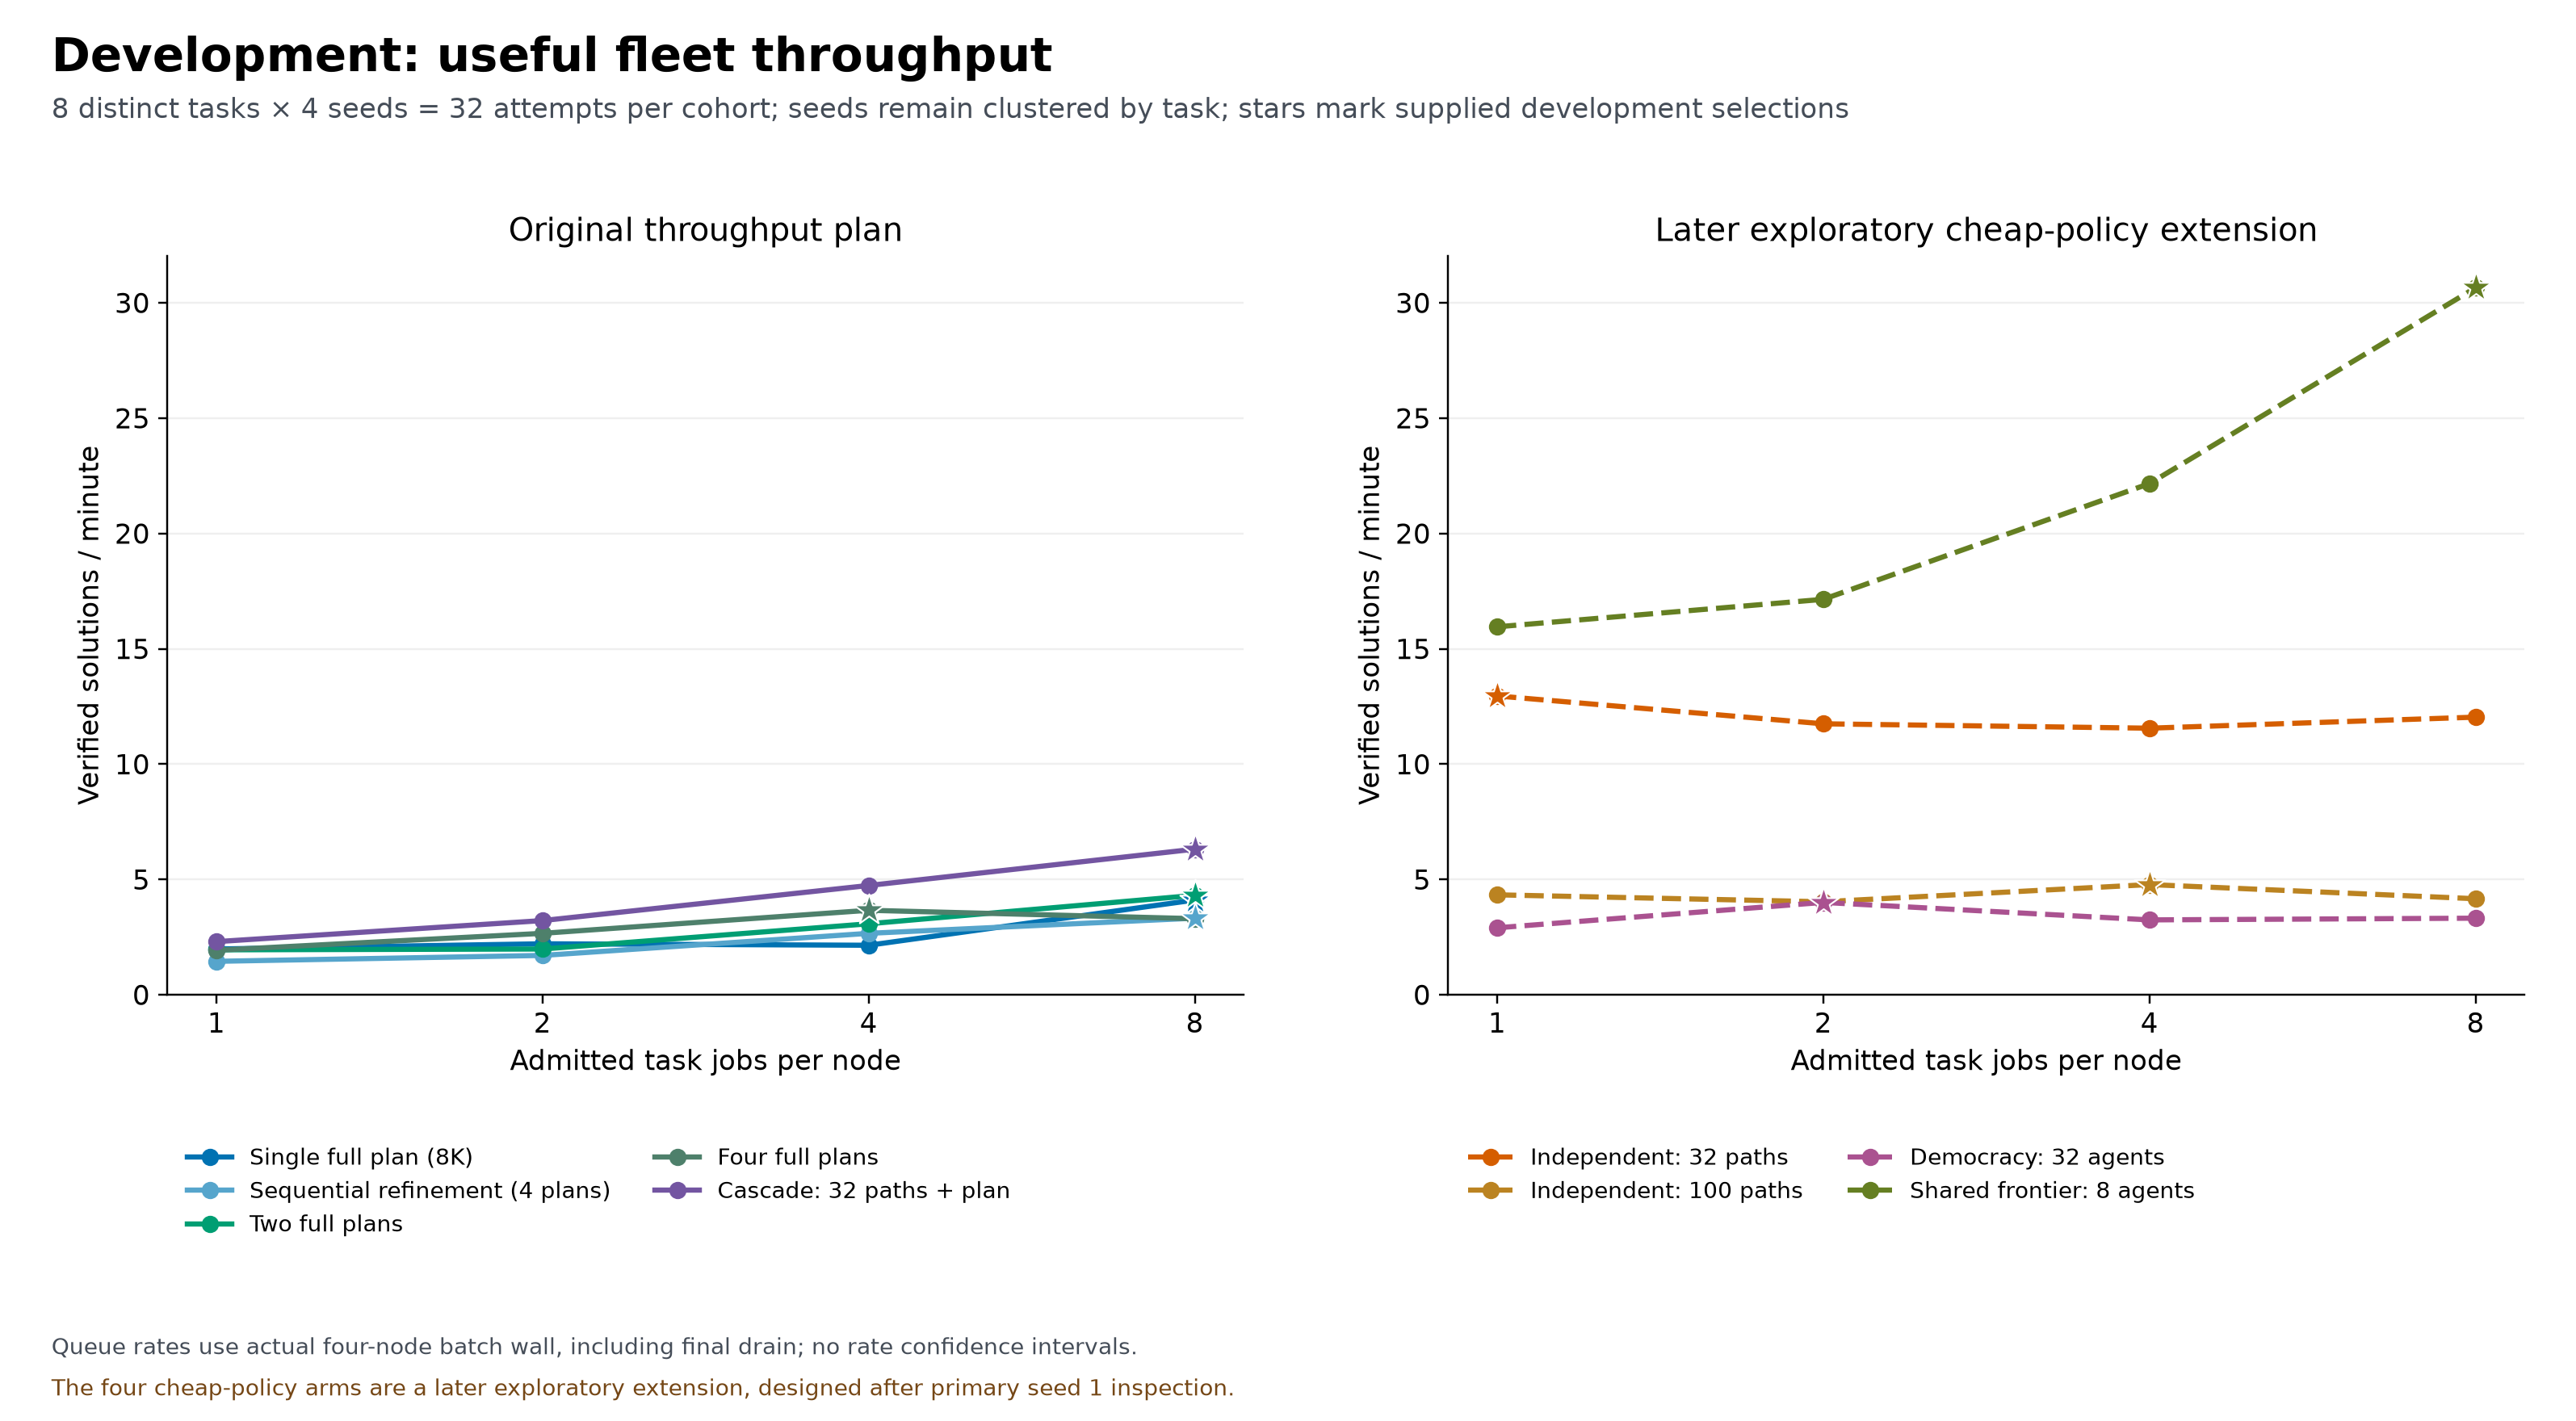 Development: useful fleet throughput
8 distinct tasks × 4 seeds = 32 attempts per cohort; seeds remain clustered by task; stars mark supplied development selections
Original throughput plan
Verified solutions / minute
30
25
20
15
10
5
0
1
2
4
8
Admitted task jobs per node
Single full plan (8K)
Sequential refinement (4 plans)
Two full plans
Four full plans
Cascade: 32 paths + plan
Later exploratory cheap-policy extension
Verified solutions / minute
30
25
20
15
10
5
0
1
2
4
8
Admitted task jobs per node
Independent: 32 paths
Independent: 100 paths
Democracy: 32 agents
Shared frontier: 8 agents
Queue rates use actual four-node batch wall, including final drain; no rate confidence intervals.
The four cheap-policy arms are a later exploratory extension, designed after primary seed 1 inspection.